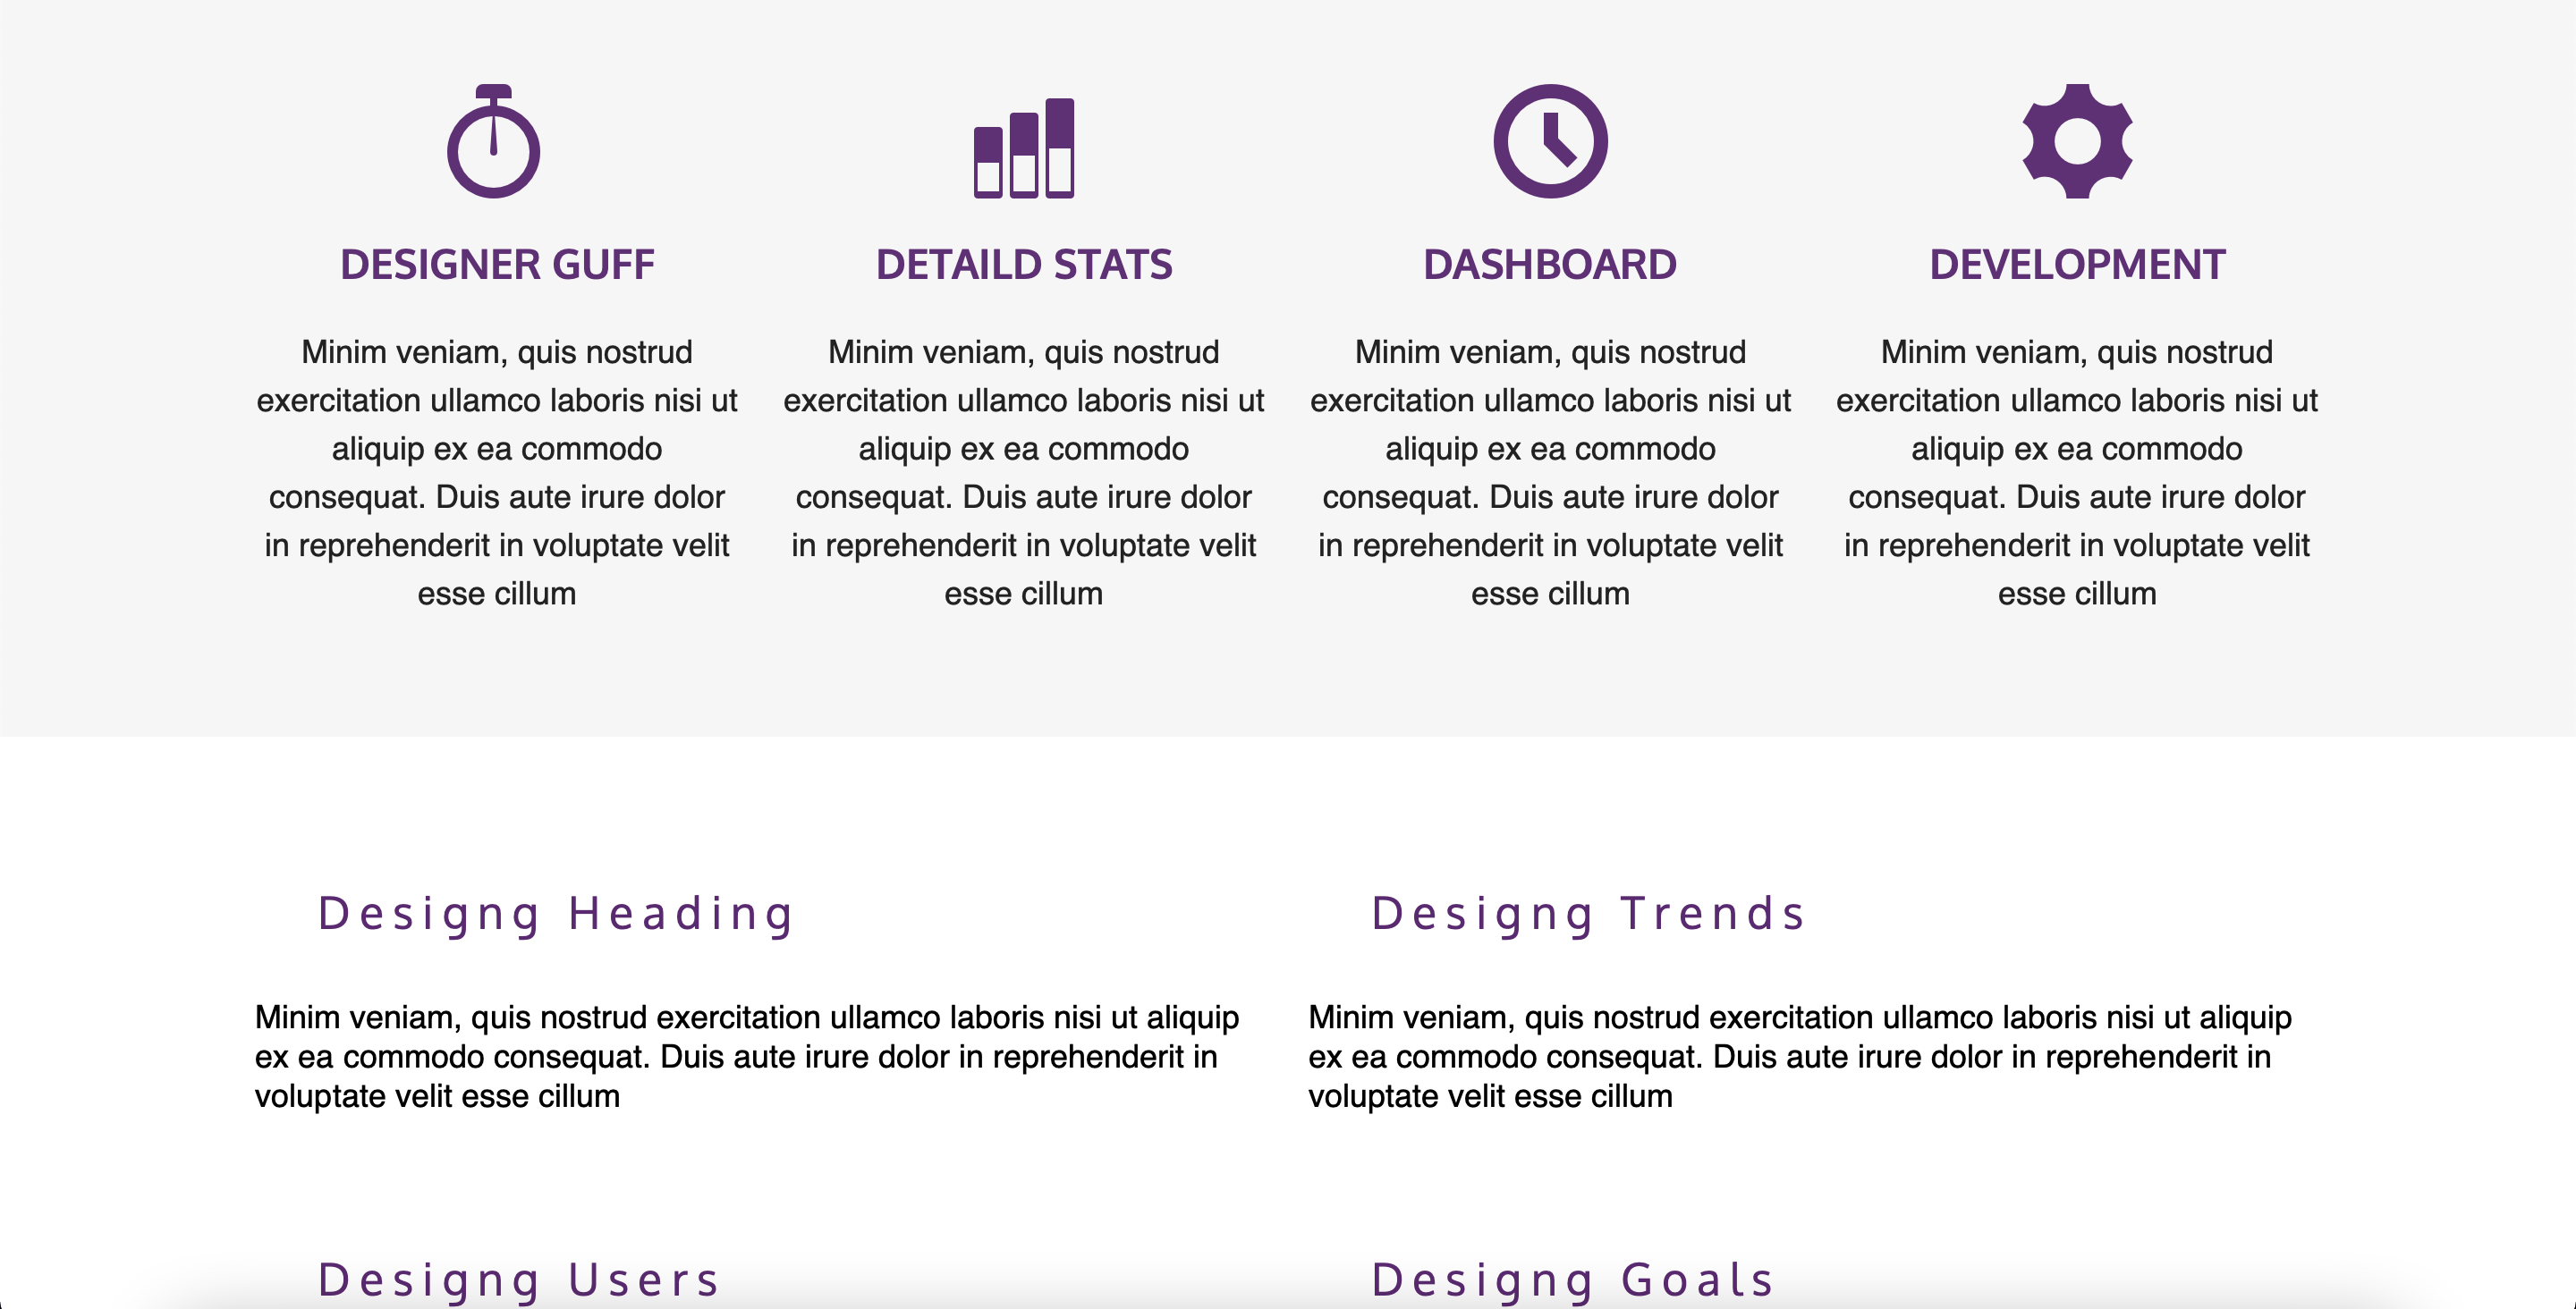 DESIGNER GUFF
Minim veniam, quis nostrud
exercitation ullamco laboris nisi ut
aliquip ex ea commodo
consequat. Duis aute irure dolor
in reprehenderit in voluptate velit
esse cillum
DETAILD STATS
Minim veniam, quis nostrud
exercitation ullamco laboris nisi ut
aliquip ex ea commodo
consequat. Duis aute irure dolor
in reprehenderit in voluptate velit
esse cillum
DASHBOARD
Minim veniam, quis nostrud
exercitation ullamco laboris nisi ut
aliquip ex ea commodo
consequat. Duis aute irure dolor
in reprehenderit in voluptate velit
esse cillum
DEVELOPMENT
Minim veniam, quis nostrud
exercitation ullamco laboris nisi ut
aliquip ex ea commodo
consequat. Duis aute irure dolor
in reprehenderit in voluptate velit
esse cillum
Designg Heading
Minim veniam, quis nostrud exercitation ullamco laboris nisi ut aliquip
ex ea commodo consequat. Duis aute irure dolor in reprehenderit in
voluptate velit esse cillum
Designg Trends
Minim veniam, quis nostrud exercitation ullamco laboris nisi ut aliquip
ex ea commodo consequat. Duis aute irure dolor in reprehenderit in
voluptate velit esse cillum
Designg Users
Designg Goals